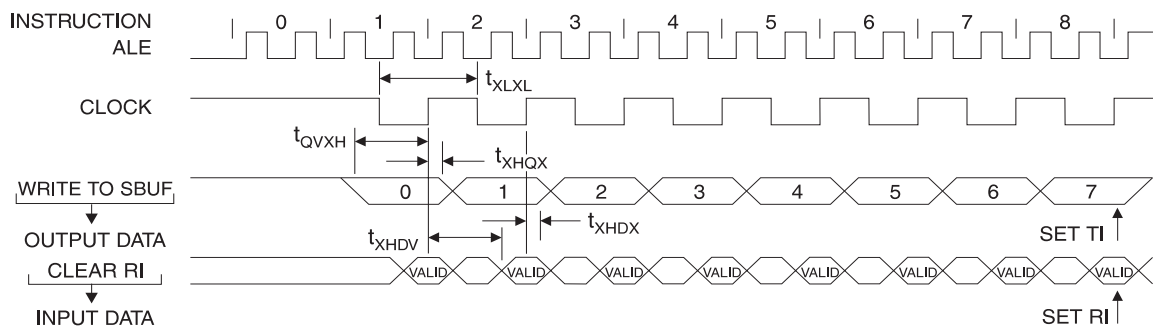 INSTRUCTION 0 1 2 3 4 5 6 7 8
ALE
tXLXL
CLOCK
tQVXH
tXHQX
WRITE TO SBUF 0 1 2 3 4 5 6 7
tXHDX
OUTPUT DATA SET TI
tXHDV
CLEAR RI VALID VALID VALID VALID VALID VALID VALID VALID
INPUT DATA SET RI